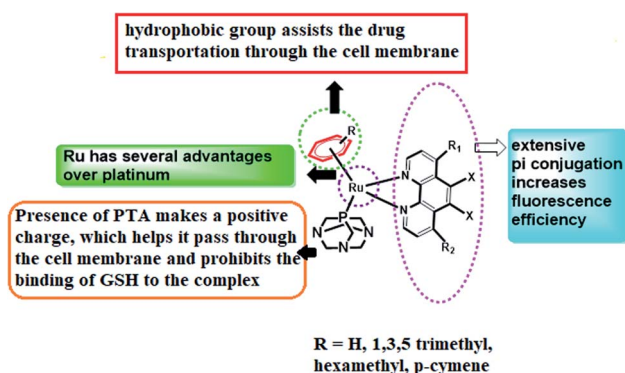 hydrophobic group assists the drug
transportation through the cell membrane
R
R1
Ru has several advantages
over platinum
extensive
pi conjugation
increases
fluorescence
efficiency
N
X
Ru
X
N
P
R2
Presence of PTA makes a positive
charge, which helps it pass through
the cell membrane and prohibits the
binding of GSH to the complex
N
N
N
R = H, 1,3,5 trimethyl,
hexamethyl, p-cymene